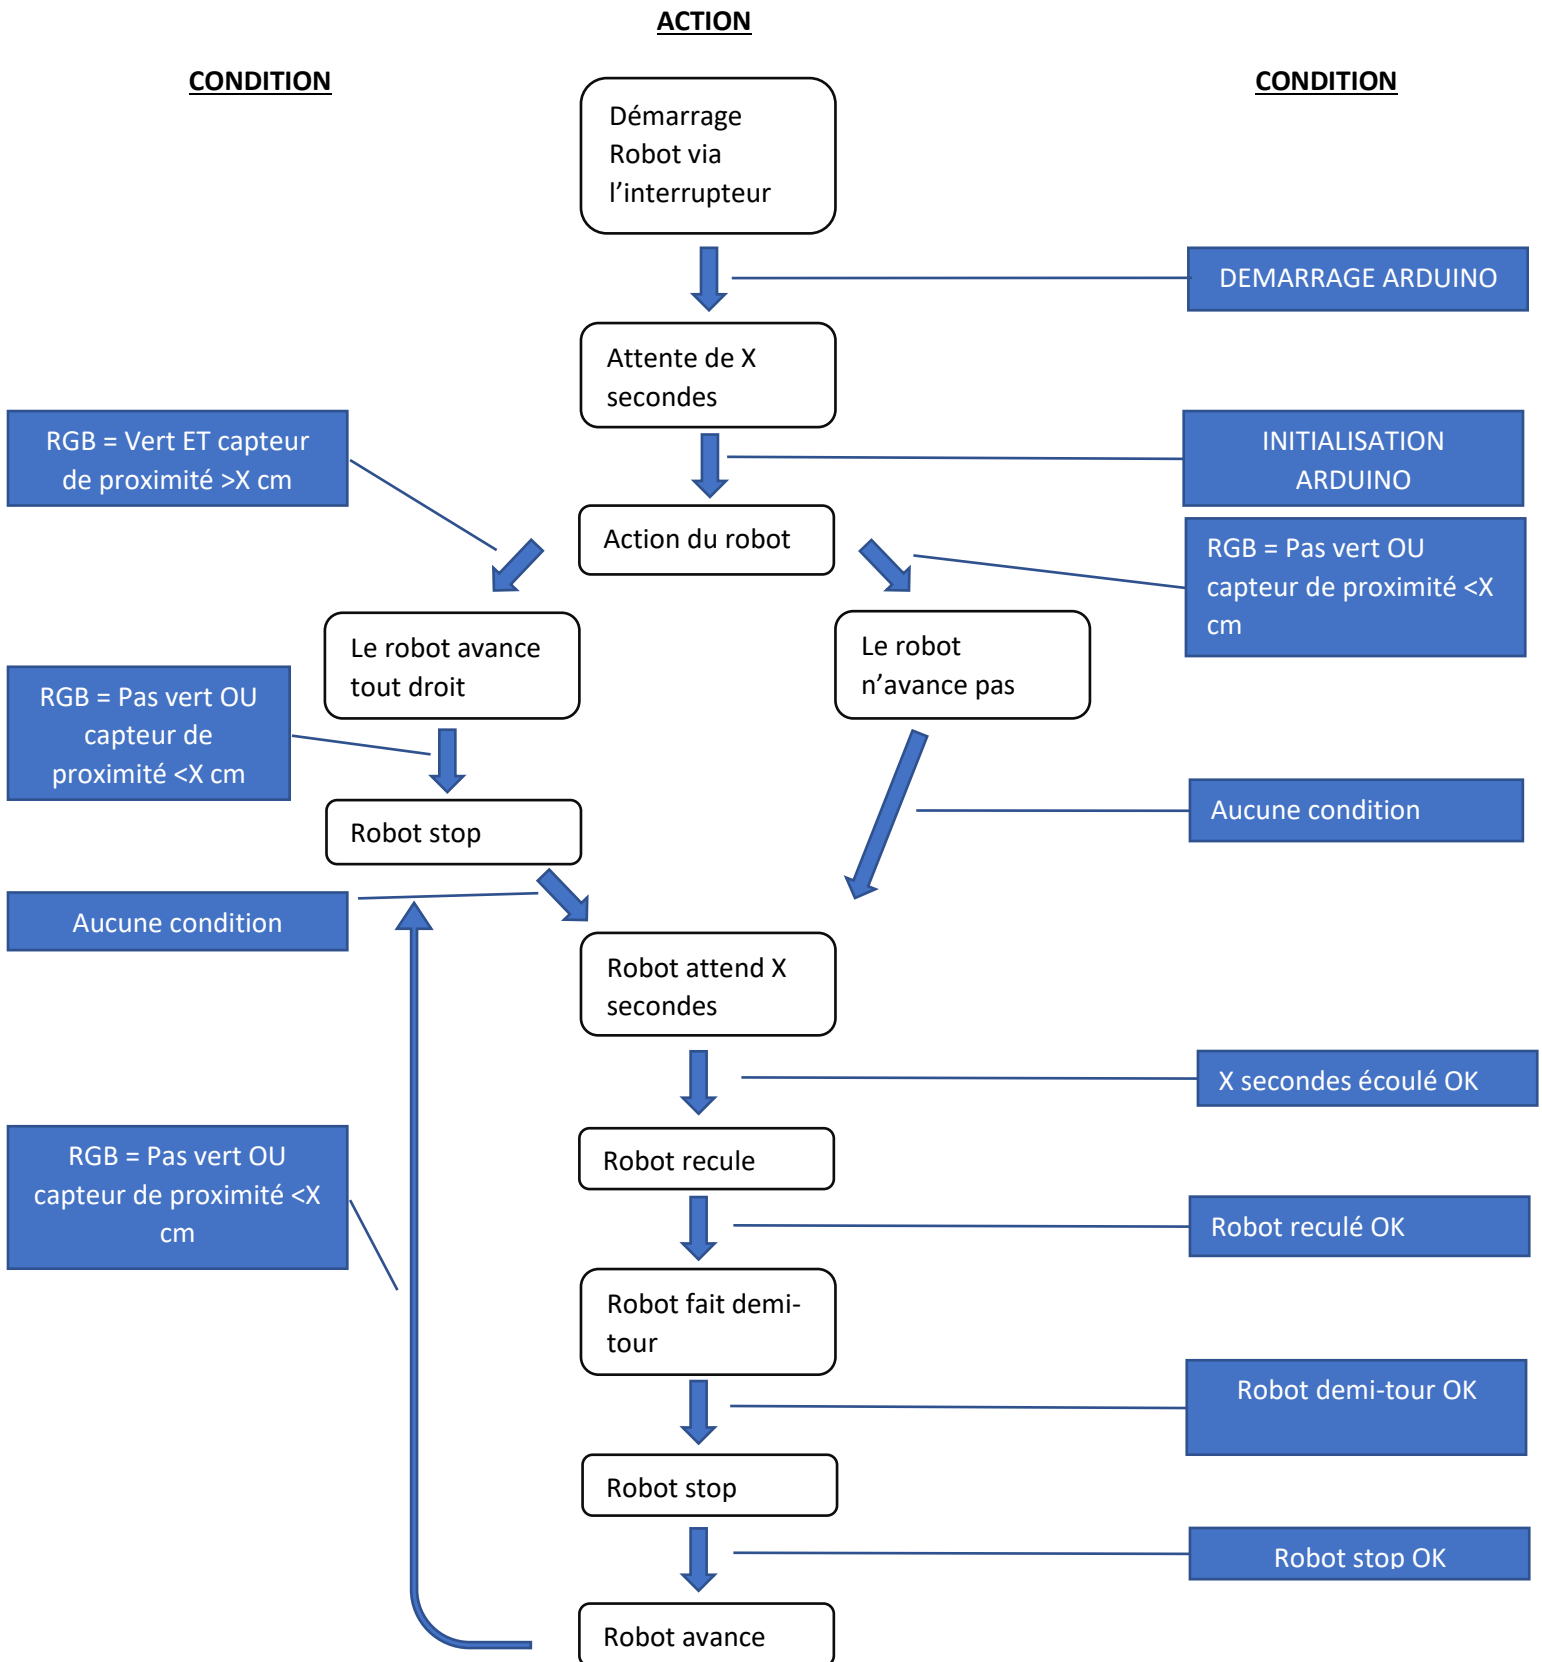 ACTION
CONDITION
CONDITION
Démarrage
Robot via
l’interrupteur
DEMARRAGE ARDUINO
Attente de X
secondes
RGB = Vert ET capteur
de proximité >X cm
INITIALISATION
ARDUINO
Action du robot
RGB = Pas vert OU
capteur de proximité <X
cm
Le robot avance
tout droit
Le robot
n’avance pas
RGB = Pas vert OU
capteur de
proximité <X cm
Aucune condition
Robot stop
Aucune condition
Robot attend X
secondes
X secondes écoulé OK
RGB = Pas vert OU
capteur de proximité <X
cm
Robot recule
Robot reculé OK
Robot fait demi-
tour
Robot demi-tour OK
Robot stop
Robot stop OK
Robot avance